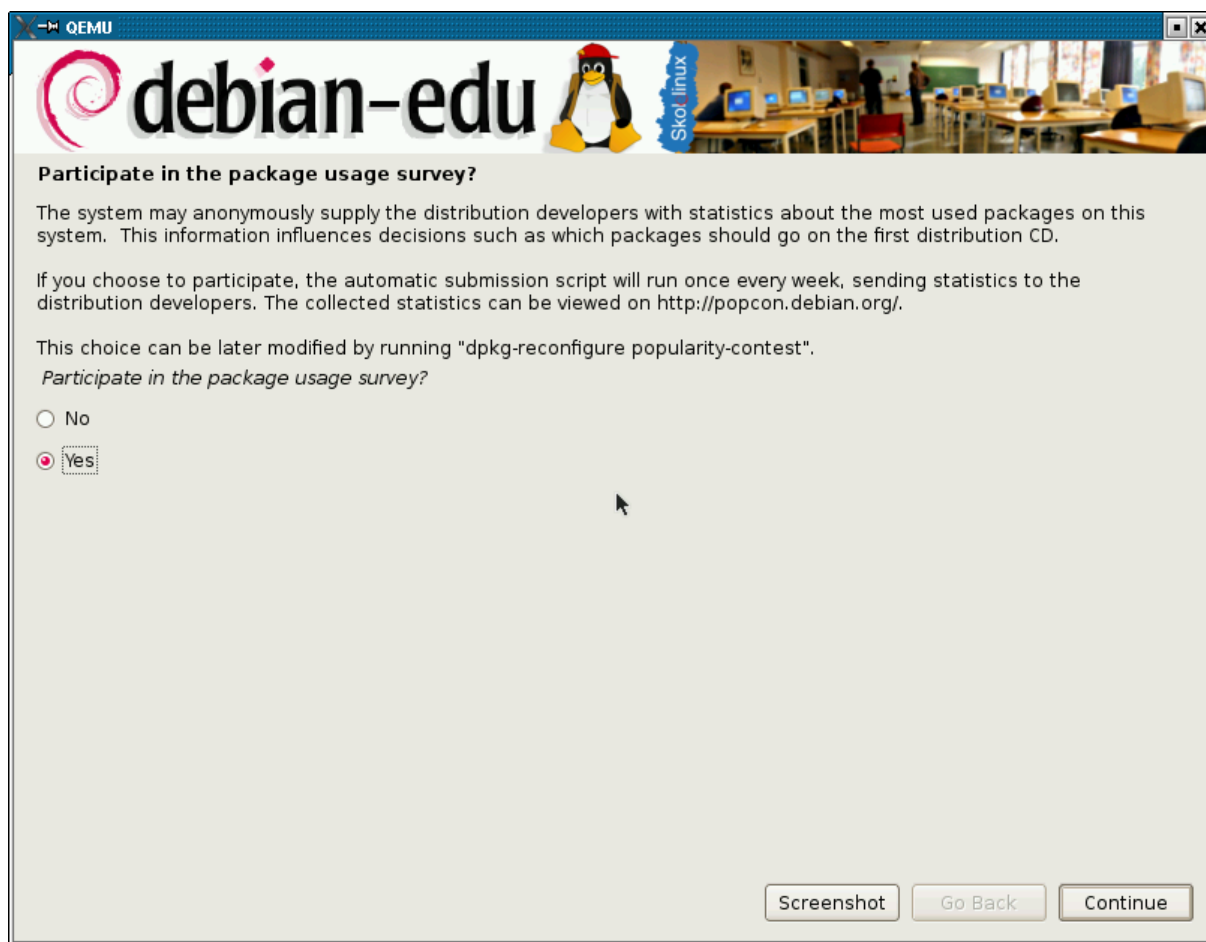 QEMU
debian-edu
Skolelinux
Participate in the package usage survey?
The system may anonymously supply the distribution developers with statistics about the most used packages on this
system.  This information influences decisions such as which packages should go on the first distribution CD.
If you choose to participate, the automatic submission script will run once every week, sending statistics to the
distribution developers. The collected statistics can be viewed on http://popcon.debian.org/.
This choice can be later modified by running "dpkg-reconfigure popularity-contest".
Participate in the package usage survey?
No
Yes
Screenshot
Go Back
Continue